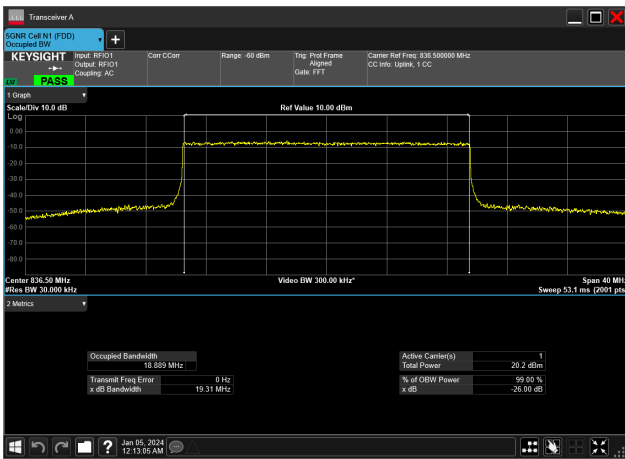 Transceiver A
5GNR Cell N1 (FDD)
Occupied BW
KEYSIGHT
Input: RFIO1
Output: RFIO1
Coupling: AC
Corr CCorr
Range: -60 dBm
Trig: Prot Frame
Aligned
Gate: FFT
Carrier Ref Freq: 836.500000 MHz
CC Info: Uplink, 1 CC
PASS
1 Graph
Scale/Div 10.0 dB
Ref Value 10.00 dBm
Log
0.00
-10.0
-20.0
-30.0
-40.0
-50.0
-60.0
-70.0
-80.0
Center 836.50 MHz
Video BW 300.00 kHz*
Span 40 MHz
#Res BW 30.000 kHz
Sweep 53.1 ms (2001 pts
2 Metrics
Occupied Bandwidth
18.889 MHz
Active Carrier(s) 1
Total Power 20.2 dBm
Transmit Freq Error 0 Hz
x dB Bandwidth 19.31 MHz
% of OBW Power 99.00 %
x dB -26.00 dB
?
Jan 05, 2024
12:13:05 AM